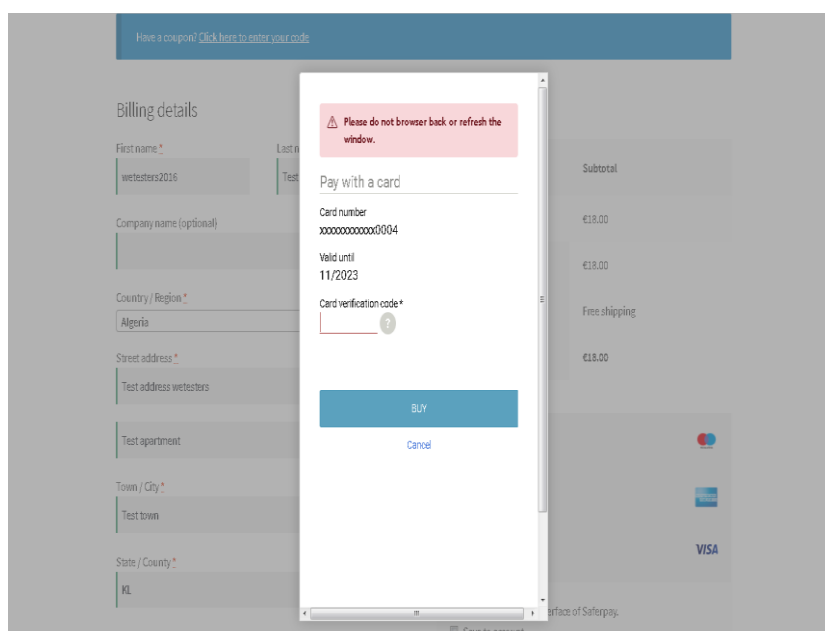 Have a coupon? Click here to enter your code
Billing details
First name *
Last n
wetesters2016
Test
Company name (optional)
Country / Region *
Algeria
Street address *
Test address wetesters
Test apartment
Town / City *
Test town
State / County *
KL
Please do not browser back or refresh the
window.
Pay with a card
Card number
xxxxxxxxxxxx0004
Valid until
11/2023
Card verification code *
?
BUY
Cancel
Subtotal
€18.00
€18.00
Free shipping
€18.00
VISA
erface of Saferpay.